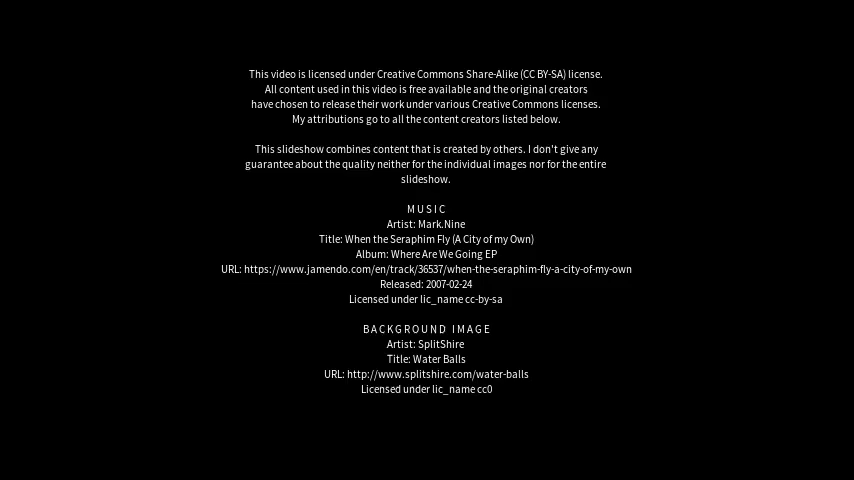 This video is licensed under Creative Commons Share-Alike (CC BY-SA) license.
All content used in this video is free available and the original creators
have chosen to release their work under various Creative Commons licenses.
My attributions go to all the content creators listed below.
This slideshow combines content that is created by others. I don't give any
guarantee about the quality neither for the individual images nor for the entire
slideshow.
MUSIC
Artist: Mark.Nine
Title: When the Seraphim Fly (A City of my Own)
Album: Where Are We Going EP
URL: https://www.jamendo.com/en/track/36537/when-the-seraphim-fly-a-city-of-my-own
Released: 2007-02-24
Licensed under lic_name cc-by-sa
BACKGROUND IMAGE
Artist: SplitShire
Title: Water Balls
URL: http://www.splitshire.com/water-balls
Licensed under lic_name cc0